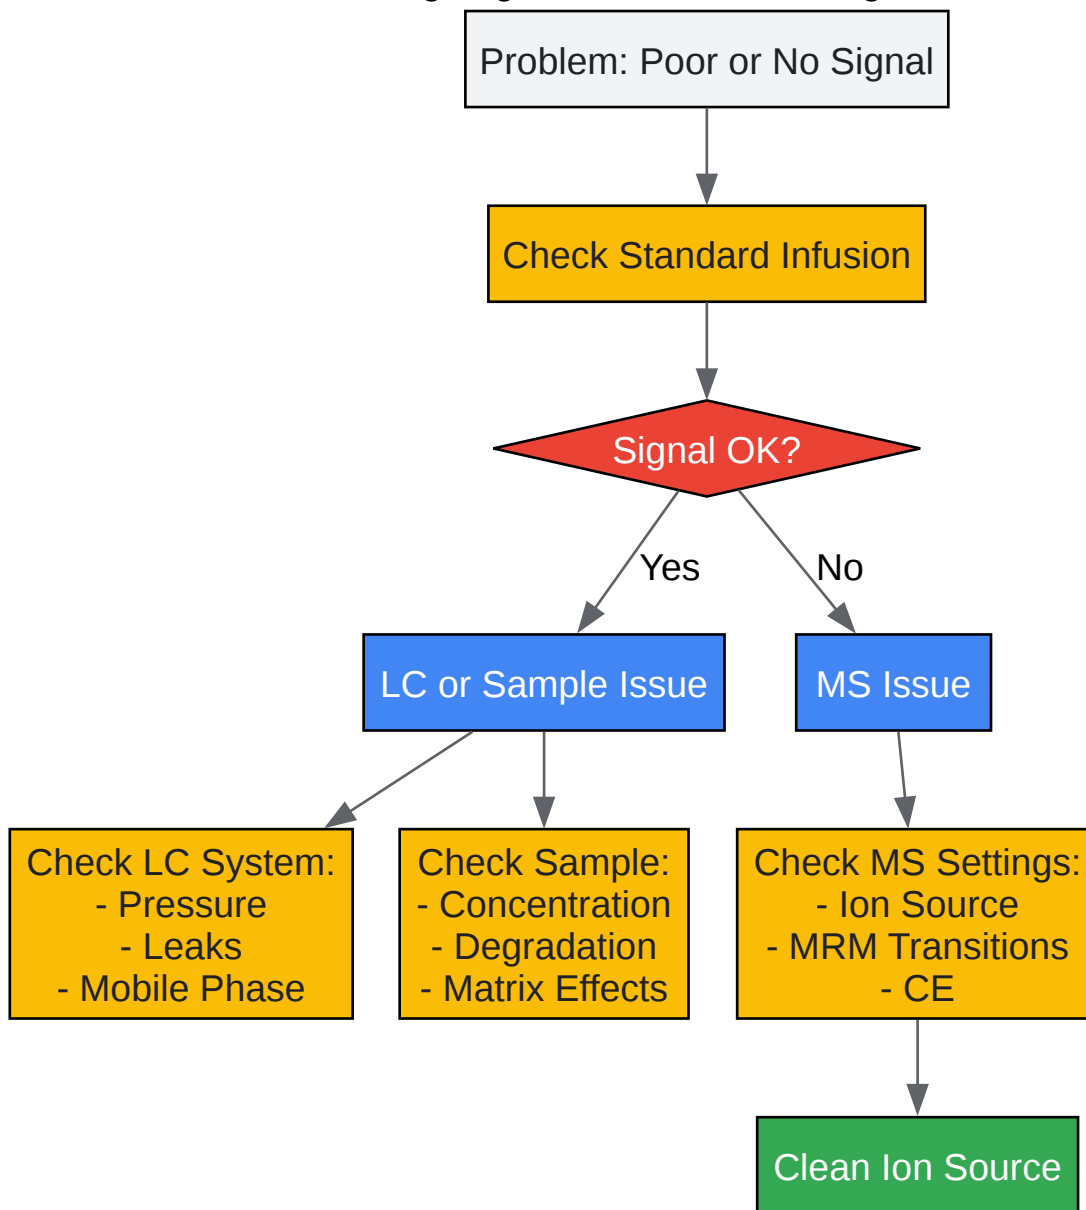 Problem: Poor or No Signal
Check Standard Infusion
Signal OK?
Yes
No
LC or Sample Issue
MS Issue
Check LC System:
- Pressure
- Leaks
- Mobile Phase
Check Sample:
- Concentration
- Degradation
- Matrix Effects
Check MS Settings:
- Ion Source
- MRM Transitions
- CE
Clean Ion Source